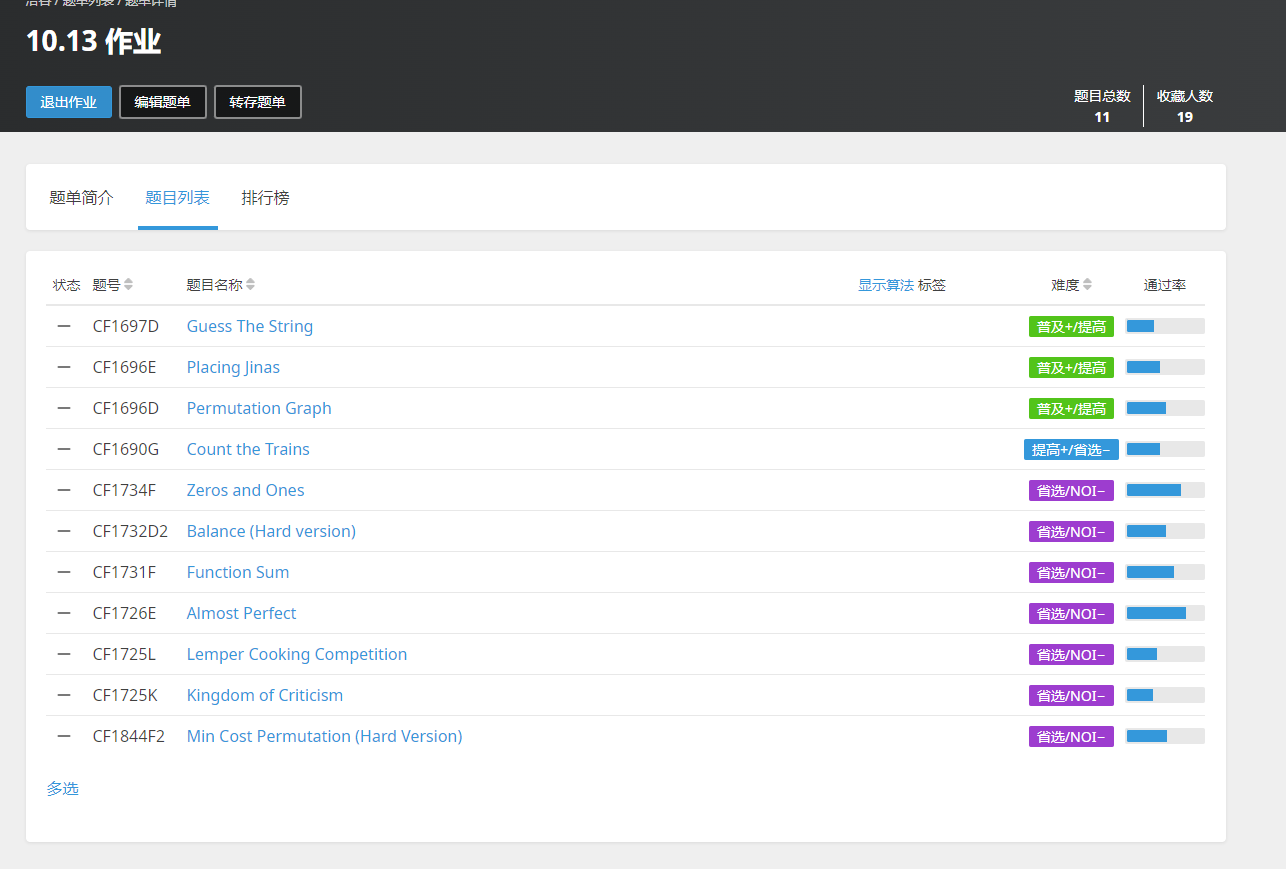 洛谷 / 题单列表 / 题单详情
10.13 作业
退出作业 编辑题单 转存题单
题目总数 收藏人数
11 19
题单简介 题目列表 排行榜
状态 题号 题目名称 显示算法 标签 难度 通过率
— CF1697D Guess The String 普及+/提高
— CF1696E Placing Jinas 普及+/提高
— CF1696D Permutation Graph 普及+/提高
— CF1690G Count the Trains 提高+/省选−
— CF1734F Zeros and Ones 省选/NOI−
— CF1732D2 Balance (Hard version) 省选/NOI−
— CF1731F Function Sum 省选/NOI−
— CF1726E Almost Perfect 省选/NOI−
— CF1725L Lemper Cooking Competition 省选/NOI−
— CF1725K Kingdom of Criticism 省选/NOI−
— CF1844F2 Min Cost Permutation (Hard Version) 省选/NOI−
多选